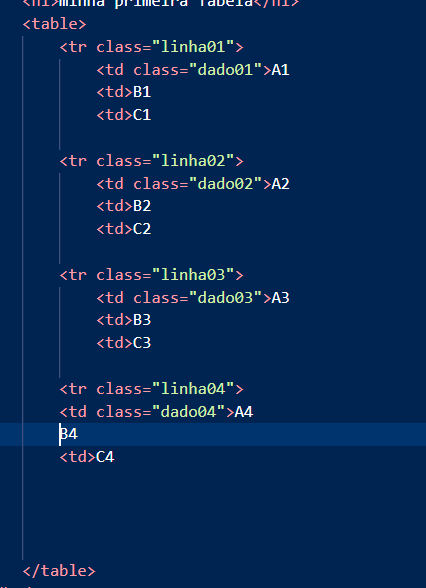 <h1>minha primeira Tabela</h1>
<table>
<tr class="linha01">
<td class="dado01">A1
<td>B1
<td>C1
<tr class="linha02">
<td class="dado02">A2
<td>B2
<td>C2
<tr class="linha03">
<td class="dado03">A3
<td>B3
<td>C3
<tr class="linha04">
<td class="dado04">A4
B4
<td>C4
</table>